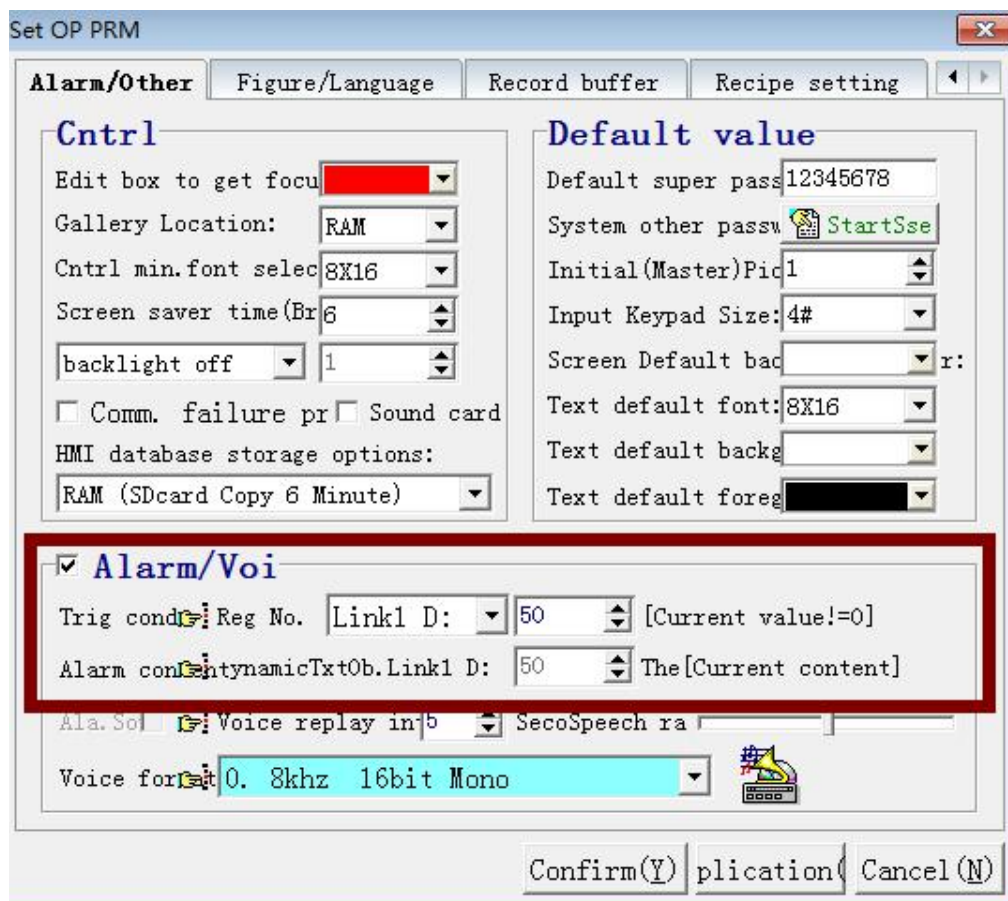 Set OP PRM
Alarm/Other Figure/Language Record buffer Recipe setting
Cntrl
Edit box to get focu
Gallery Location: RAM
Cntrl min.font selec 8X16
Screen saver time(Br 6
backlight off 1
Comm. failure pr Sound card
HMI database storage options:
RAM (SDcard Copy 6 Minute)
Default value
Default super pass 12345678
System other passw StartSse
Initial(Master)Pic 1
Input Keypad Size: 4#
Screen Default bac r:
Text default font: 8X16
Text default backg
Text default foreg
Alarm/Voi
Trig cond Reg No. Link1 D: 50 [Current value!=0]
Alarm conten tynamicTxtOb.Link1 D: 50 The[Current content]
Ala.So Voice replay in 5 SecoSpeech ra
Voice format 0. 8khz 16bit Mono
Confirm(Y) plication( Cancel(N)